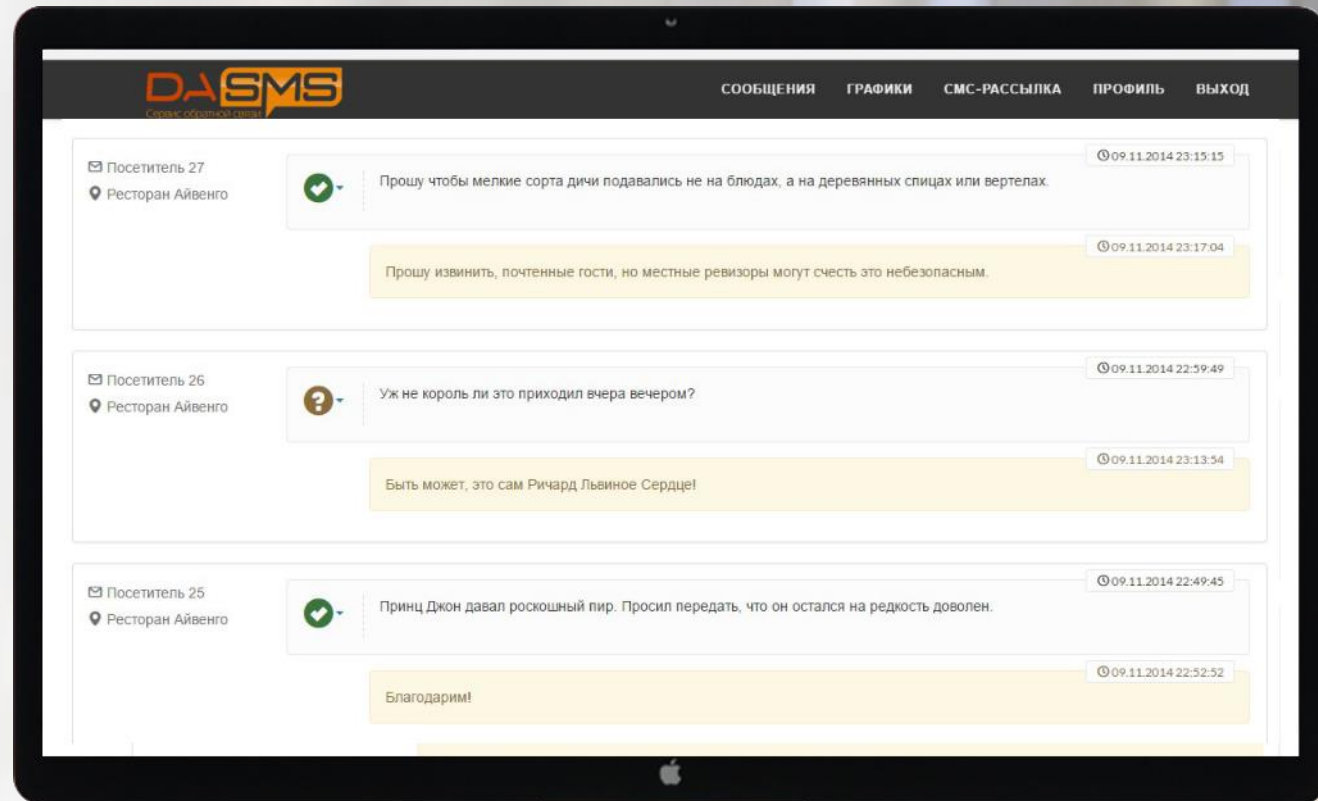 DASMS
Сервис обратной связи
СООБЩЕНИЯ ГРАФИКИ СМС-РАССЫЛКА ПРОФИЛЬ ВЫХОД
Посетитель 27
Ресторан Айвенго
09.11.2014 23:15:15
Прошу чтобы мелкие сорта дичи подавались не на блюдах, а на деревянных спицах или вертелах.
09.11.2014 23:17:04
Прошу извинить, почтенные гости, но местные ревизоры могут счесть это небезопасным.
Посетитель 26
Ресторан Айвенго
09.11.2014 22:59:49
Уж не король ли это приходил вчера вечером?
09.11.2014 23:13:54
Быть может, это сам Ричард Львиное Сердце!
Посетитель 25
Ресторан Айвенго
09.11.2014 22:49:45
Принц Джон давал роскошный пир. Просил передать, что он остался на редкость доволен.
09.11.2014 22:52:52
Благодарим!